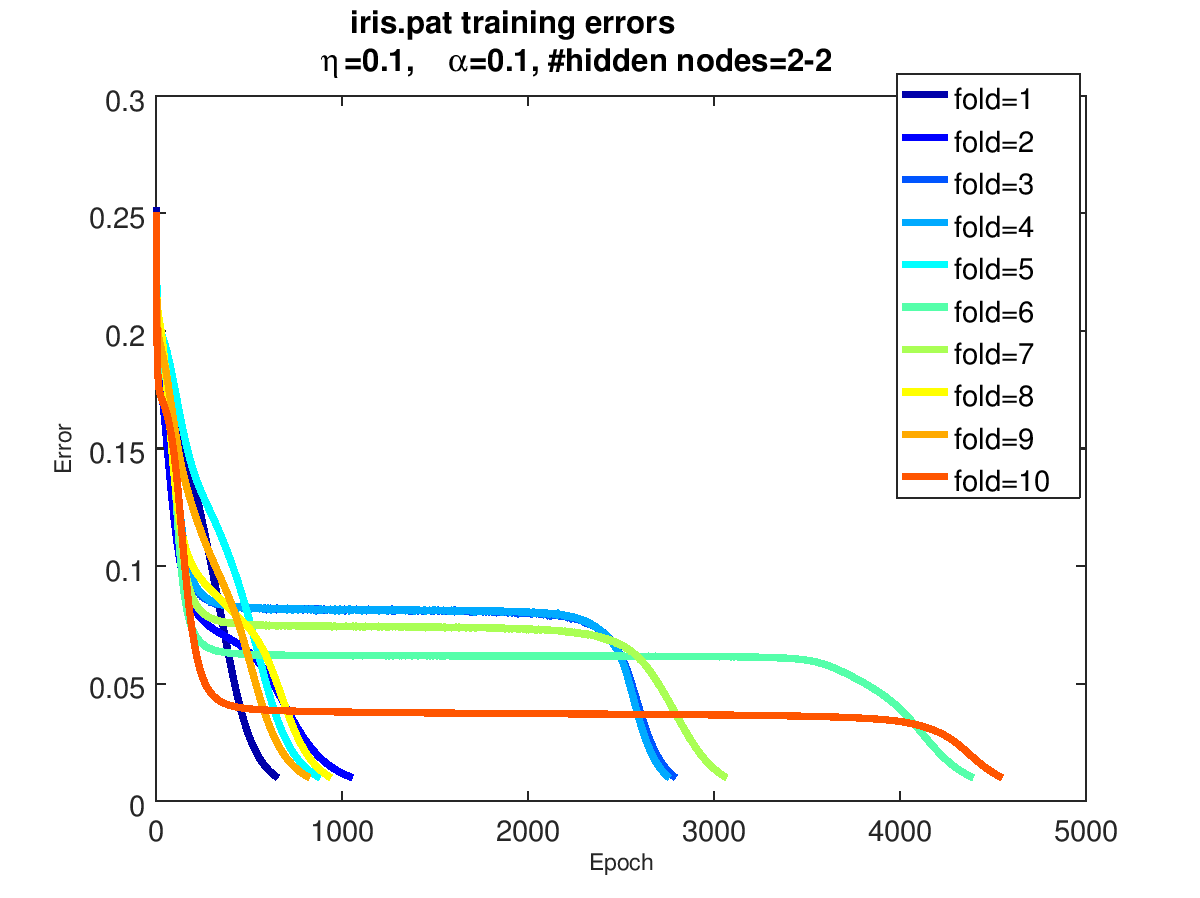 iris.pat training errors
η=0.1, α=0.1, #hidden nodes=2-2
0.3
0.25
0.2
0.15
0.1
0.05
0
Error
0 1000 2000 3000 4000 5000
Epoch
fold=1
fold=2
fold=3
fold=4
fold=5
fold=6
fold=7
fold=8
fold=9
fold=10